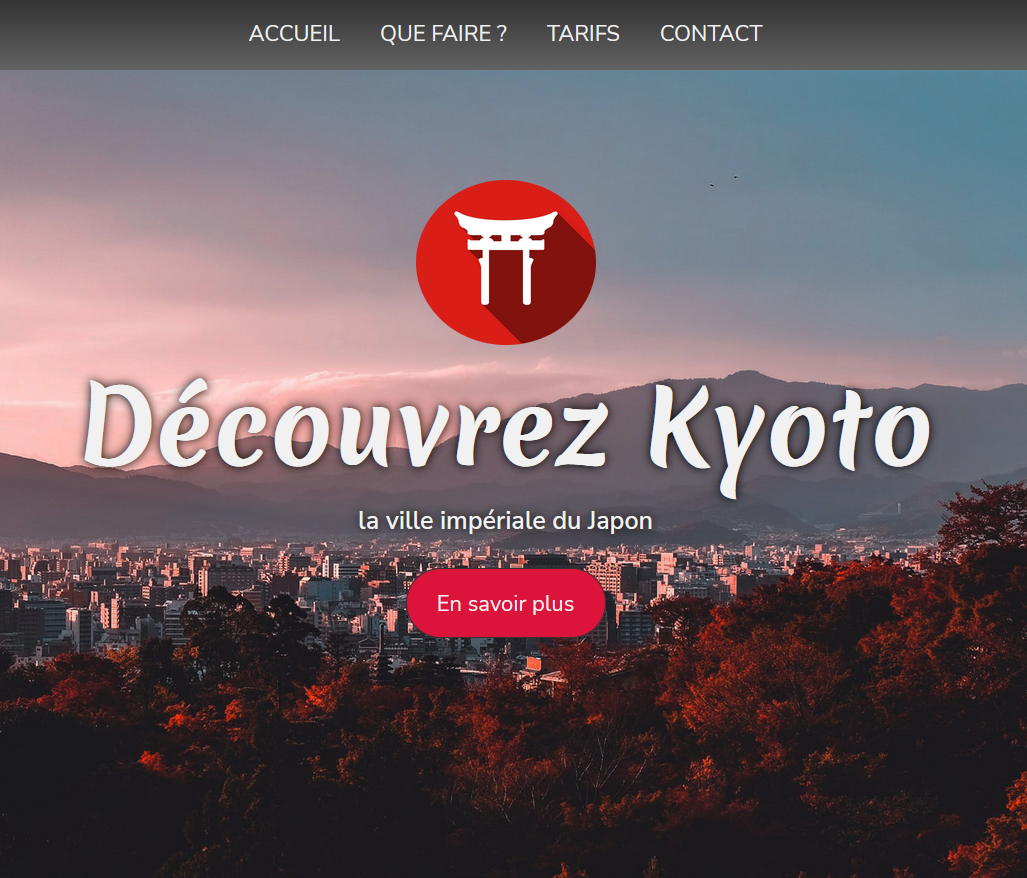 ACCUEIL QUE FAIRE ? TARIFS CONTACT
Découvrez Kyoto
la ville impériale du Japon
En savoir plus